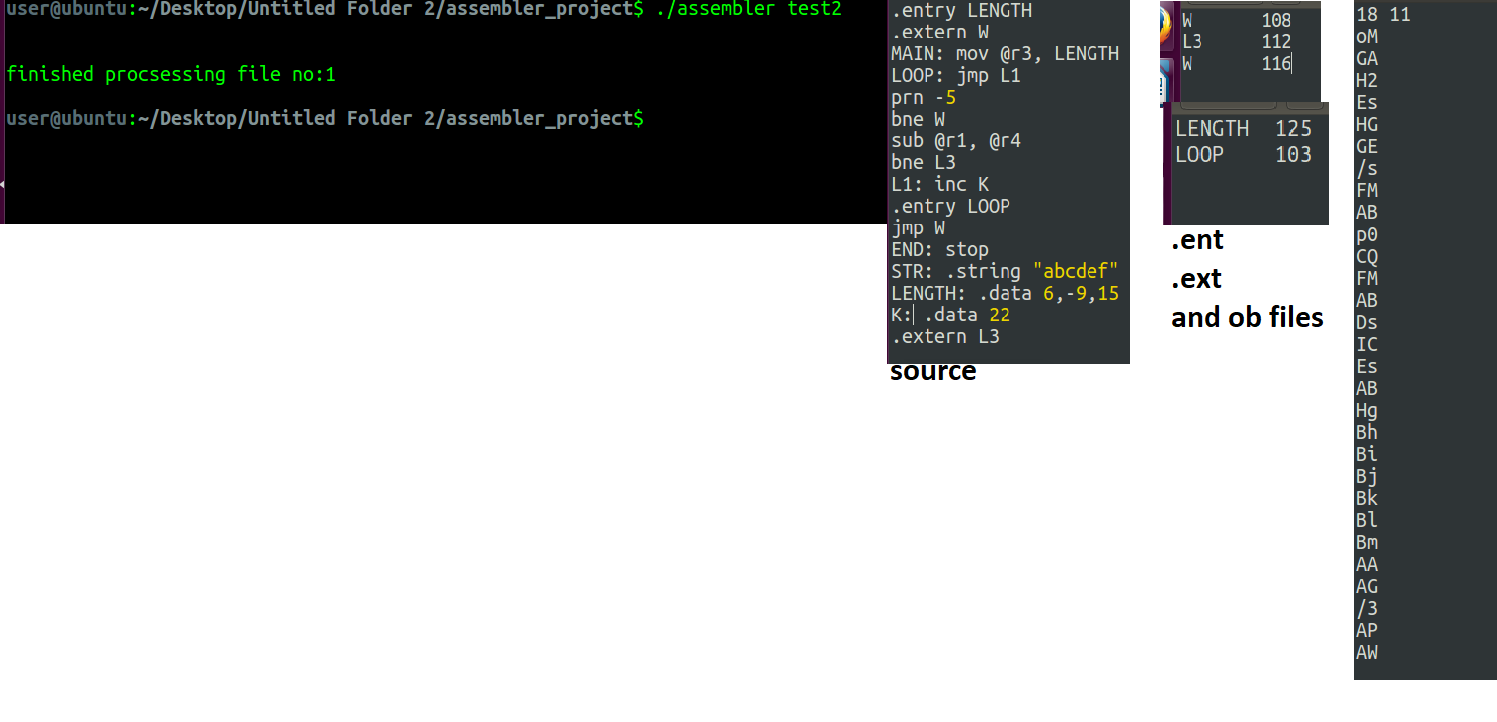 user@ubuntu:~/Desktop/Untitled Folder 2/assembler_project$ ./assembler test2
finished procsessing file no:1
user@ubuntu:~/Desktop/Untitled Folder 2/assembler_project$
.entry LENGTH
.extern W
MAIN: mov @r3, LENGTH
LOOP: jmp L1
prn -5
bne W
sub @r1, @r4
bne L3
L1: inc K
.entry LOOP
jmp W
END: stop
STR: .string "abcdef"
LENGTH: .data 6,-9,15
K: .data 22
.extern L3
source
W 108
L3 112
W 116
LENGTH 125
LOOP 103
.ent
.ext
and ob files
18 11
oM
GA
H2
Es
HG
GE
/s
FM
AB
p0
CQ
FM
AB
Ds
IC
Es
AB
Hg
Bh
Bi
Bj
Bk
Bl
Bm
AA
AG
/3
AP
AW